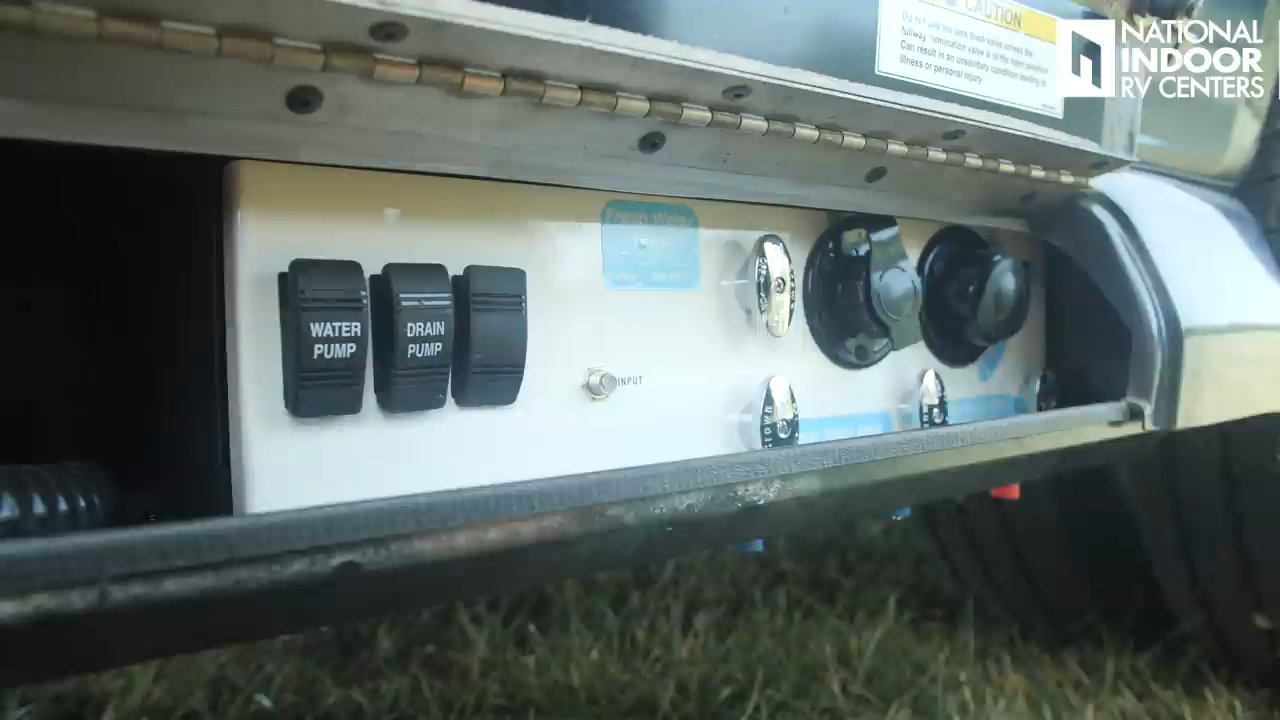 CAUTION
Do not use the tank flush valve unless the
fullway termination valve is in the open position
Can result in an unsanitary condition leading to
illness or personal injury
NATIONAL
INDOOR
RV CENTERS
Fresh Water
WATER
PUMP
DRAIN
PUMP
INPUT